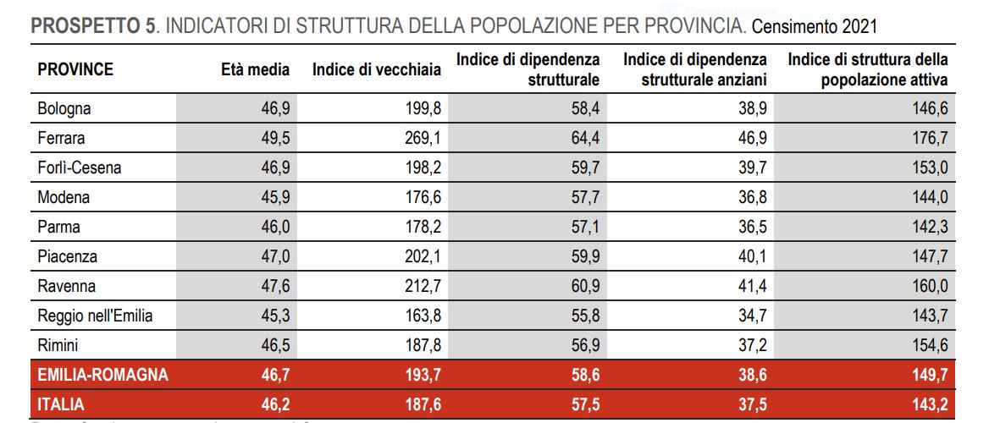 PROSPETTO 5. INDICATORI DI STRUTTURA DELLA POPOLAZIONE PER PROVINCIA. Censimento 2021
PROVINCE Età media Indice di vecchiaia Indice di dipendenza strutturale Indice di dipendenza strutturale anziani Indice di struttura della popolazione attiva
Bologna 46,9 199,8 58,4 38,9 146,6
Ferrara 49,5 269,1 64,4 46,9 176,7
Forlì-Cesena 46,9 198,2 59,7 39,7 153,0
Modena 45,9 176,6 57,7 36,8 144,0
Parma 46,0 178,2 57,1 36,5 142,3
Piacenza 47,0 202,1 59,9 40,1 147,7
Ravenna 47,6 212,7 60,9 41,4 160,0
Reggio nell'Emilia 45,3 163,8 55,8 34,7 143,7
Rimini 46,5 187,8 56,9 37,2 154,6
EMILIA-ROMAGNA 46,7 193,7 58,6 38,6 149,7
ITALIA 46,2 187,6 57,5 37,5 143,2